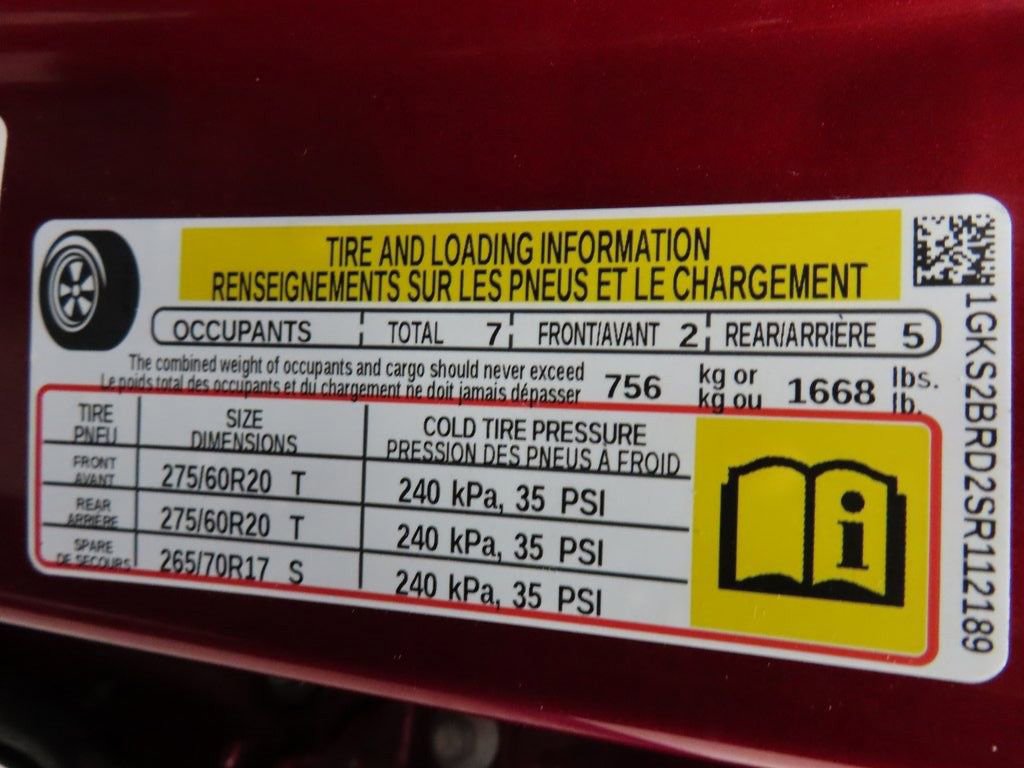 TIRE AND LOADING INFORMATION
RENSEIGNEMENTS SUR LES PNEUS ET LE CHARGEMENT
OCCUPANTS TOTAL 7 FRONT/AVANT 2 REAR/ARRIÈRE 5
The combined weight of occupants and cargo should never exceed 756 kg or 1668 lbs.
Le poids total des occupants et du chargement ne doit jamais dépasser kg ou lb.
TIRE SIZE COLD TIRE PRESSURE
PNEU DIMENSIONS PRESSION DES PNEUS À FROID
FRONT
AVANT 275/60R20 T 240 kPa, 35 PSI
REAR
ARRIÈRE 275/60R20 T 240 kPa, 35 PSI
SPARE
DE SECOURS 265/70R17 S 240 kPa, 35 PSI
i
1GKS2BRD2SR112189